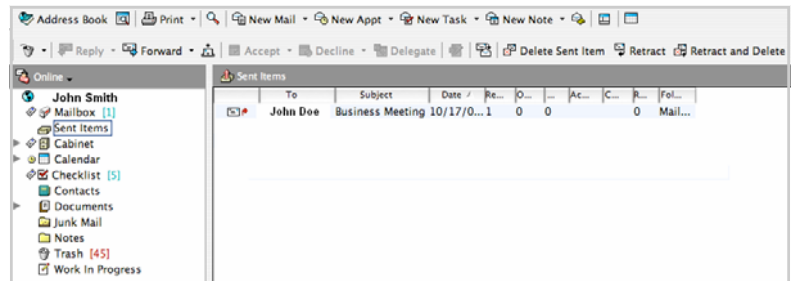 Address Book Print New Mail New Appt New Task New Note
Reply Forward Accept Decline Delegate Delete Sent Item Retract Retract and Delete
Online Sent Items
To Subject Date / Re... O... ... Ac... C... R... Fol...
John Doe Business Meeting 10/17/0... 1 0 0 0 Mail...
John Smith
Mailbox [1]
Sent Items
Cabinet
Calendar
Checklist [5]
Contacts
Documents
Junk Mail
Notes
Trash [45]
Work In Progress